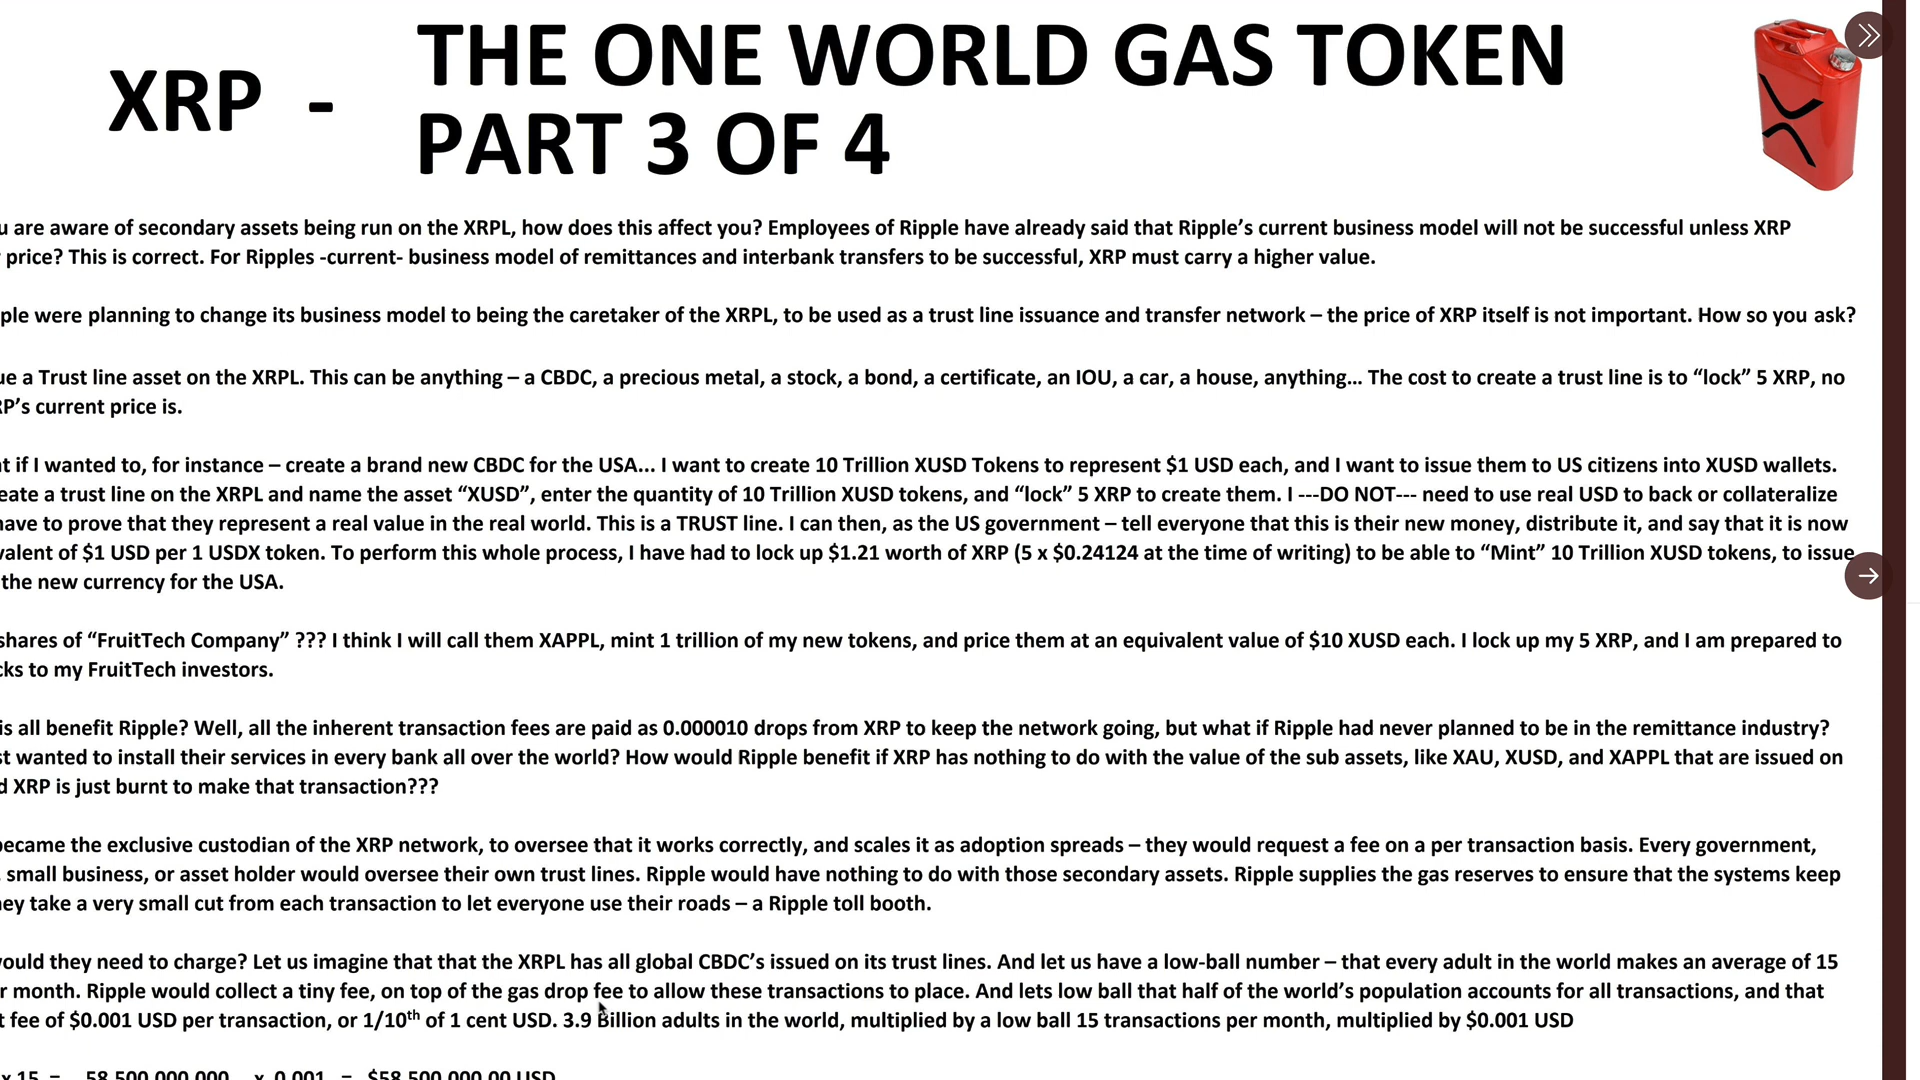 THE ONE WORLD GAS TOKEN
XRP - PART 3 OF 4
u are aware of secondary assets being run on the XRPL, how does this affect you? Employees of Ripple have already said that Ripple’s current business model will not be successful unless XRP
price? This is correct. For Ripples -current- business model of remittances and interbank transfers to be successful, XRP must carry a higher value.
ple were planning to change its business model to being the caretaker of the XRPL, to be used as a trust line issuance and transfer network – the price of XRP itself is not important. How so you ask?
ue a Trust line asset on the XRPL. This can be anything – a CBDC, a precious metal, a stock, a bond, a certificate, an IOU, a car, a house, anything... The cost to create a trust line is to “lock” 5 XRP, no
RP’s current price is.
at if I wanted to, for instance – create a brand new CBDC for the USA... I want to create 10 Trillion XUSD Tokens to represent $1 USD each, and I want to issue them to US citizens into XUSD wallets.
eate a trust line on the XRPL and name the asset “XUSD”, enter the quantity of 10 Trillion XUSD tokens, and “lock” 5 XRP to create them. I ---DO NOT--- need to use real USD to back or collateralize
have to prove that they represent a real value in the real world. This is a TRUST line. I can then, as the US government – tell everyone that this is their new money, distribute it, and say that it is now
valent of $1 USD per 1 USDX token. To perform this whole process, I have had to lock up $1.21 worth of XRP (5 x $0.24124 at the time of writing) to be able to “Mint” 10 Trillion XUSD tokens, to issue
the new currency for the USA.
shares of “FruitTech Company” ??? I think I will call them XAPPL, mint 1 trillion of my new tokens, and price them at an equivalent value of $10 XUSD each. I lock up my 5 XRP, and I am prepared to
cks to my FruitTech investors.
is all benefit Ripple? Well, all the inherent transaction fees are paid as 0.000010 drops from XRP to keep the network going, but what if Ripple had never planned to be in the remittance industry?
st wanted to install their services in every bank all over the world? How would Ripple benefit if XRP has nothing to do with the value of the sub assets, like XAU, XUSD, and XAPPL that are issued on
d XRP is just burnt to make that transaction???
became the exclusive custodian of the XRP network, to oversee that it works correctly, and scales it as adoption spreads – they would request a fee on a per transaction basis. Every government,
small business, or asset holder would oversee their own trust lines. Ripple would have nothing to do with those secondary assets. Ripple supplies the gas reserves to ensure that the systems keep
hey take a very small cut from each transaction to let everyone use their roads – a Ripple toll booth.
would they need to charge? Let us imagine that that the XRPL has all global CBDC’s issued on its trust lines. And let us have a low-ball number – that every adult in the world makes an average of 15
r month. Ripple would collect a tiny fee, on top of the gas drop fee to allow these transactions to place. And lets low ball that half of the world’s population accounts for all transactions, and that
t fee of $0.001 USD per transaction, or 1/10th of 1 cent USD. 3.9 Billion adults in the world, multiplied by a low ball 15 transactions per month, multiplied by $0.001 USD
x 15 = 58,500,000,000 x 0.001 = $58,500,000.00 USD